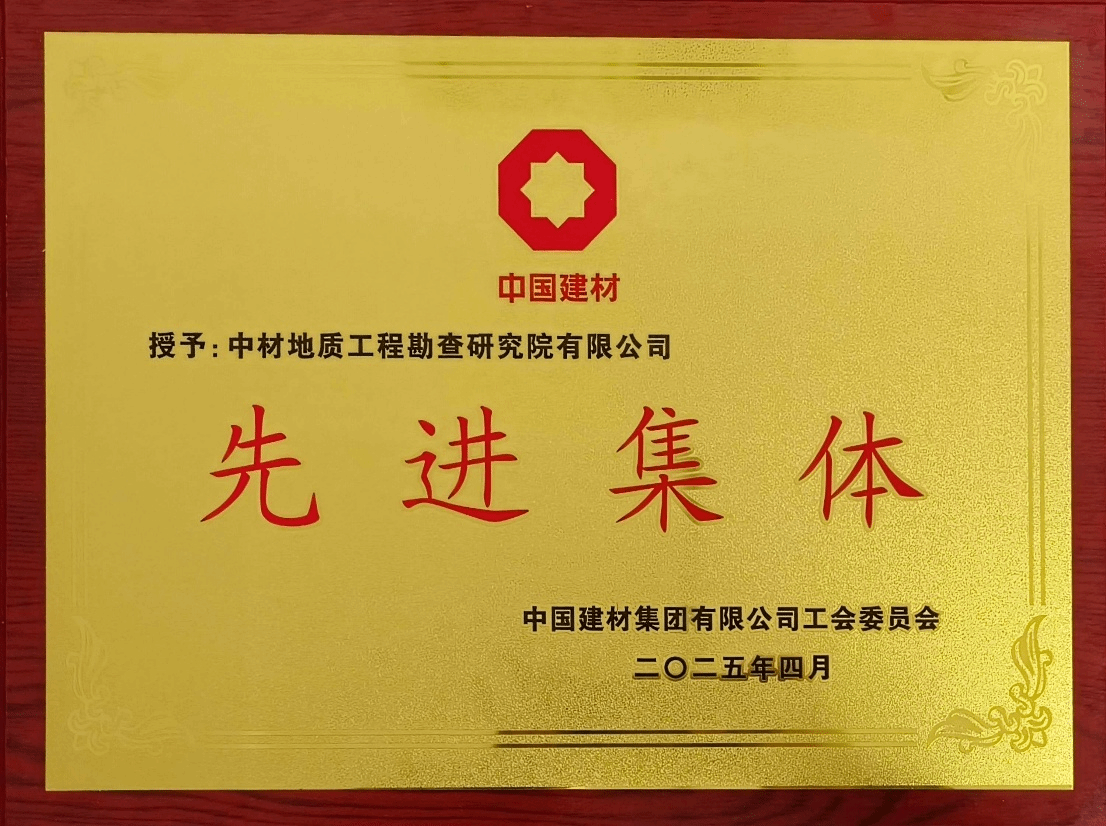 中国建材
授予:中材地质工程勘查研究院有限公司
先进集体
中国建材集团有限公司工会委员会
二〇二五年四月